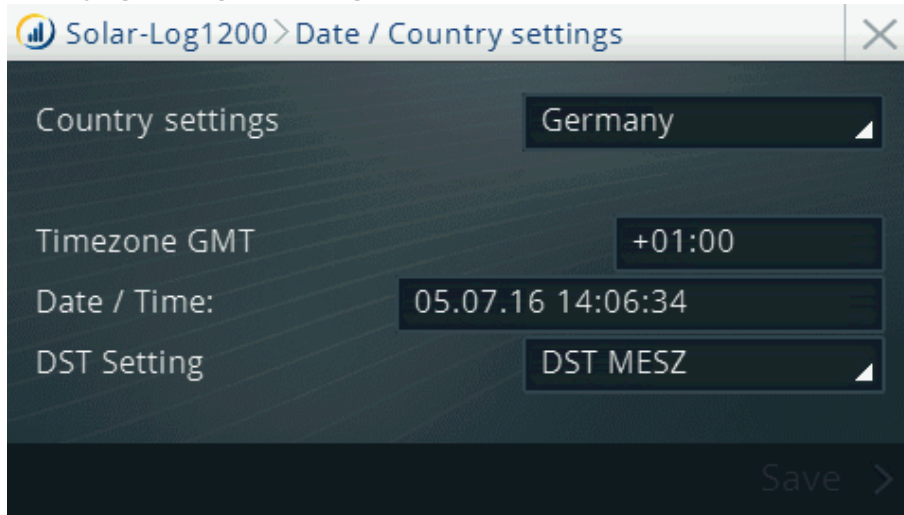 Solar-Log1200 > Date / Country settings
Country settings Germany
Timezone GMT +01:00
Date / Time: 05.07.16 14:06:34
DST Setting DST MESZ
Save >